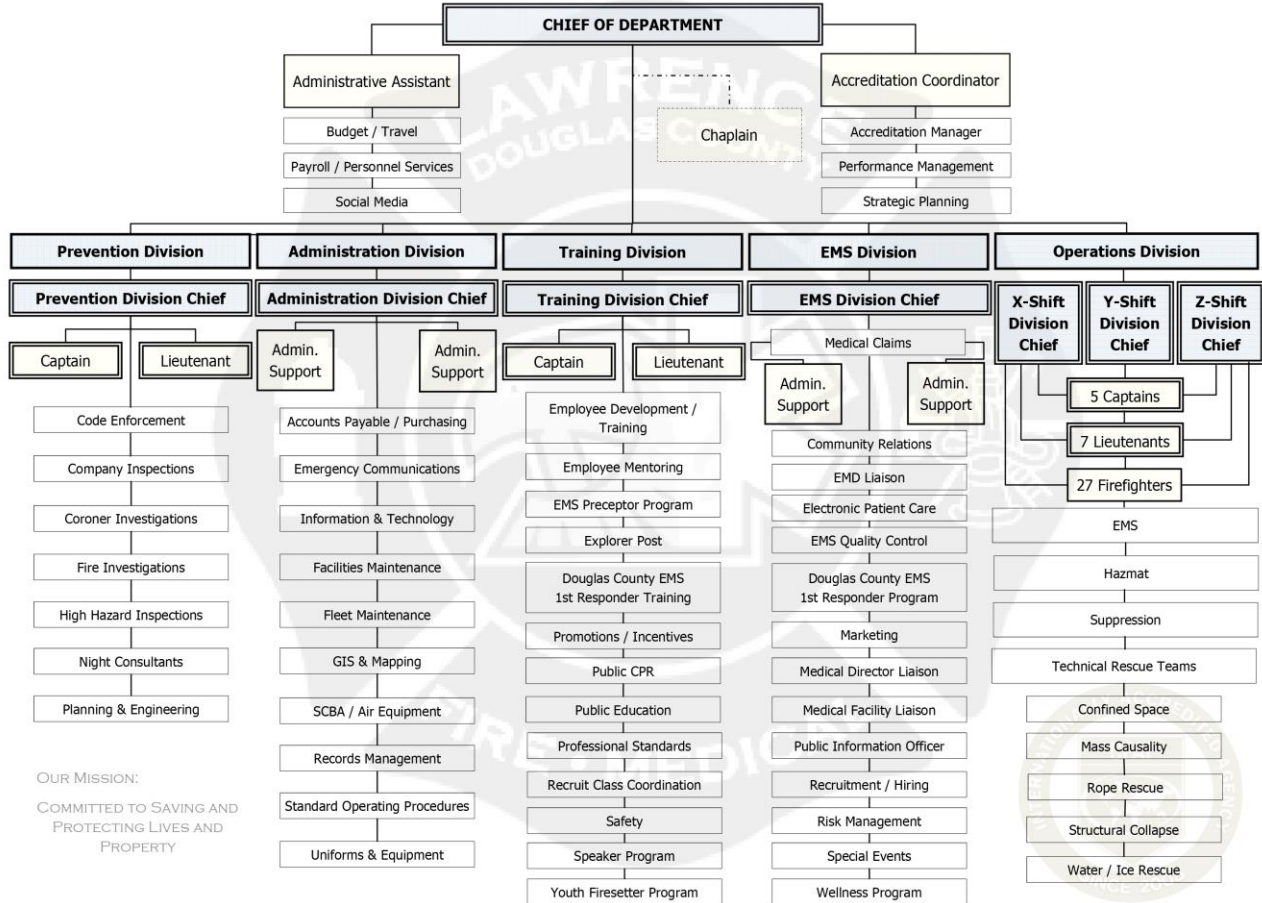 CHIEF OF DEPARTMENT
Administrative Assistant
Budget / Travel
Payroll / Personnel Services
Social Media
Chaplain
Accreditation Coordinator
Accreditation Manager
Performance Management
Strategic Planning
LAWRENCE
DOUGLAS COUNTY
FIRE • MEDICAL
Prevention Division
Prevention Division Chief
Captain
Lieutenant
Code Enforcement
Company Inspections
Coroner Investigations
Fire Investigations
High Hazard Inspections
Night Consultants
Planning & Engineering
OUR MISSION:
COMMITTED TO SAVING AND
PROTECTING LIVES AND
PROPERTY
Administration Division
Administration Division Chief
Admin.
Support
Admin.
Support
Accounts Payable / Purchasing
Emergency Communications
Information & Technology
Facilities Maintenance
Fleet Maintenance
GIS & Mapping
SCBA / Air Equipment
Records Management
Standard Operating Procedures
Uniforms & Equipment
Training Division
Training Division Chief
Captain
Lieutenant
Employee Development /
Training
Employee Mentoring
EMS Preceptor Program
Explorer Post
Douglas County EMS
1st Responder Training
Promotions / Incentives
Public CPR
Public Education
Professional Standards
Recruit Class Coordination
Safety
Speaker Program
Youth Firesetter Program
EMS Division
EMS Division Chief
Medical Claims
Admin.
Support
Admin.
Support
Community Relations
EMD Liaison
Electronic Patient Care
EMS Quality Control
Douglas County EMS
1st Responder Program
Marketing
Medical Director Liaison
Medical Facility Liaison
Public Information Officer
Recruitment / Hiring
Risk Management
Special Events
Wellness Program
Operations Division
X-Shift
Division
Chief
Y-Shift
Division
Chief
Z-Shift
Division
Chief
5 Captains
7 Lieutenants
27 Firefighters
EMS
Hazmat
Suppression
Technical Rescue Teams
Confined Space
Mass Causality
Rope Rescue
Structural Collapse
Water / Ice Rescue